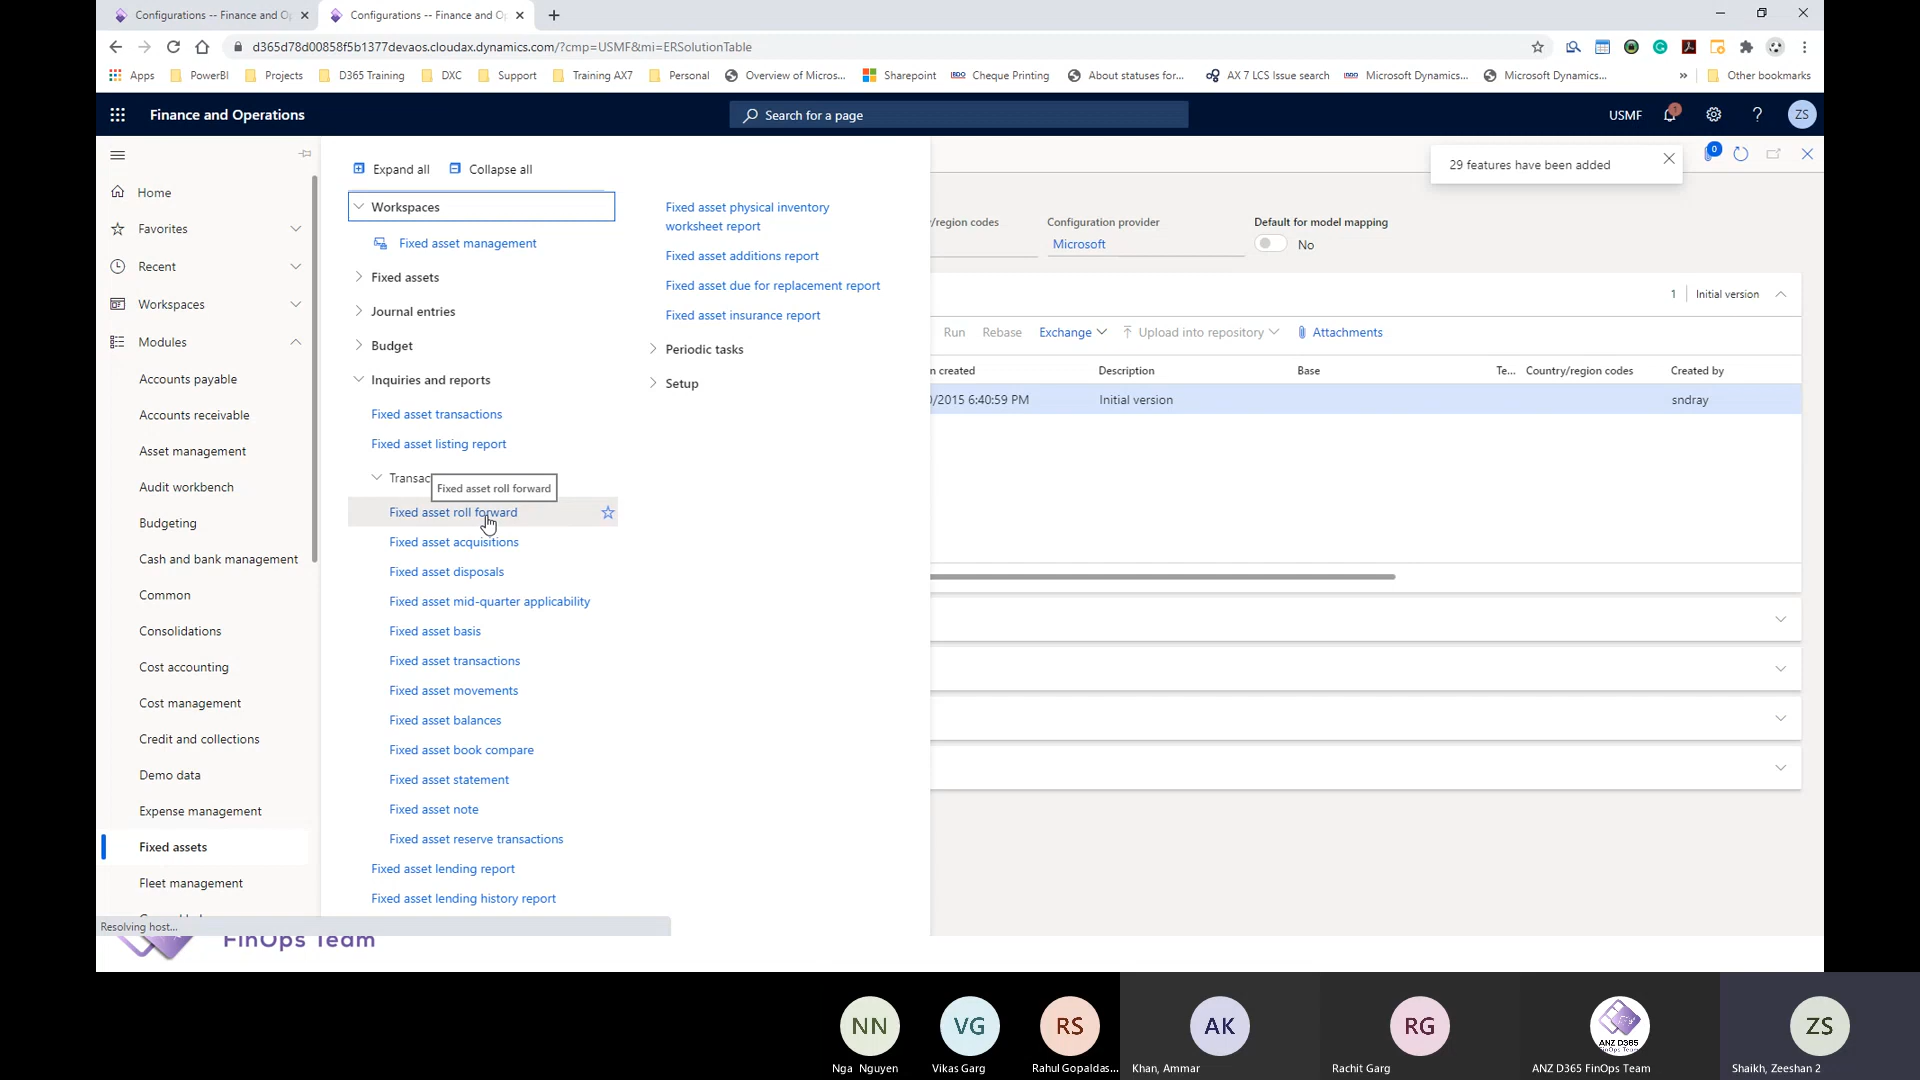 Configurations -- Finance and Op
Configurations -- Finance and Op
d365d78d00858f5b1377devaos.cloudax.dynamics.com/?cmp=USMF&mi=ERSolutionTable
Apps
PowerBI
Projects
D365 Training
DXC
Support
Training AX7
Personal
Overview of Micros...
Sharepoint
Cheque Printing
About statuses for...
AX 7 LCS Issue search
Microsoft Dynamics...
Microsoft Dynamics...
»
Other bookmarks
Finance and Operations
Search for a page
USMF
1
?
ZS
Expand all
Collapse all
29 features have been added
0
Home
Favorites
Recent
Workspaces
Modules
Accounts payable
Accounts receivable
Asset management
Audit workbench
Budgeting
Cash and bank management
Common
Consolidations
Cost accounting
Cost management
Credit and collections
Demo data
Expense management
Fixed assets
Fleet management
Workspaces
Fixed asset management
Fixed assets
Journal entries
Budget
Inquiries and reports
Fixed asset transactions
Fixed asset listing report
Transac
Fixed asset roll forward
Fixed asset roll forward
Fixed asset acquisitions
Fixed asset disposals
Fixed asset mid-quarter applicability
Fixed asset basis
Fixed asset transactions
Fixed asset movements
Fixed asset balances
Fixed asset book compare
Fixed asset statement
Fixed asset note
Fixed asset reserve transactions
Fixed asset lending report
Fixed asset lending history report
Fixed asset physical inventory
worksheet report
Fixed asset additions report
Fixed asset due for replacement report
Fixed asset insurance report
Periodic tasks
Setup
y/region codes
Configuration provider
Default for model mapping
Microsoft
No
1
Initial version
Run
Rebase
Exchange
Upload into repository
Attachments
n created
Description
Base
Te...
Country/region codes
Created by
0/2015 6:40:59 PM
Initial version
sndray
Resolving host...
FinOps Team
NN
VG
RS
AK
RG
ANZ D365
FinOps Team
ZS
Nga Nguyen
Vikas Garg
Rahul Gopaldas...
Khan, Ammar
Rachit Garg
ANZ D365 FinOps Team
Shaikh, Zeeshan 2